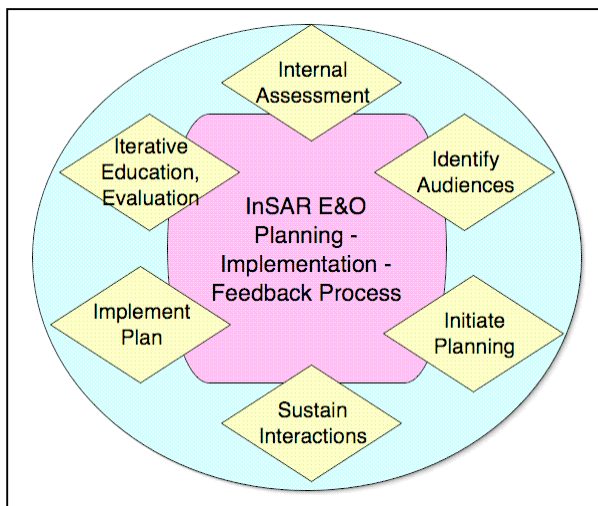 Internal
Assessment
Iterative
Education,
Evaluation
Identify
Audiences
InSAR E&O
Planning -
Implementation -
Feedback Process
Implement
Plan
Initiate
Planning
Sustain
Interactions